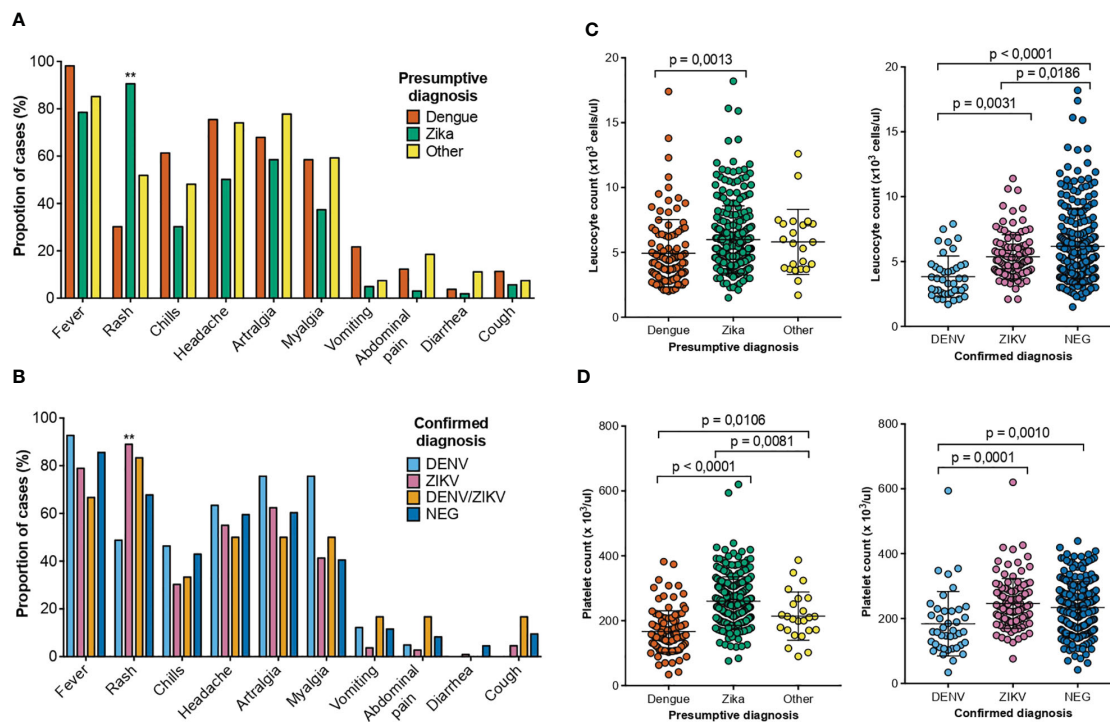 A
Propotion of cases (%)
100
80
60
40
20
0
**
Presumptive
diagnosis
Dengue
Zika
Other
Fever
Rash
Chills
Headache
Artralgia
Myalgia
Vomiting
Abdominal
pain
Diarrhea
Cough
B
Proportion of cases (%)
100
80
60
40
20
0
**
Confirmed
diagnosis
DENV
ZIKV
DENV/ZIKV
NEG
Fever
Rash
Chills
Headache
Artralgia
Myalgia
Vomiting
Abdominal
pain
Diarrhea
Cough
C
Leucocyte count (x10³ cells/ul)
20
15
10
5
0
p = 0,0013
Dengue
Zika
Other
Presumptive diagnosis
Leucocyte count (x10³ cells/ul)
20
15
10
5
0
p < 0,0001
p = 0,0186
p = 0,0031
DENV
ZIKV
NEG
Confirmed diagnosis
D
Platelet count (x 10³/ul)
800
600
400
200
0
p = 0,0106
p = 0,0081
p < 0,0001
Dengue
Zika
Other
Presumptive diagnosis
Platelet count (x 10³/ul)
800
600
400
200
0
p = 0,0010
p = 0,0001
DENV
ZIKV
NEG
Confirmed diagnosis